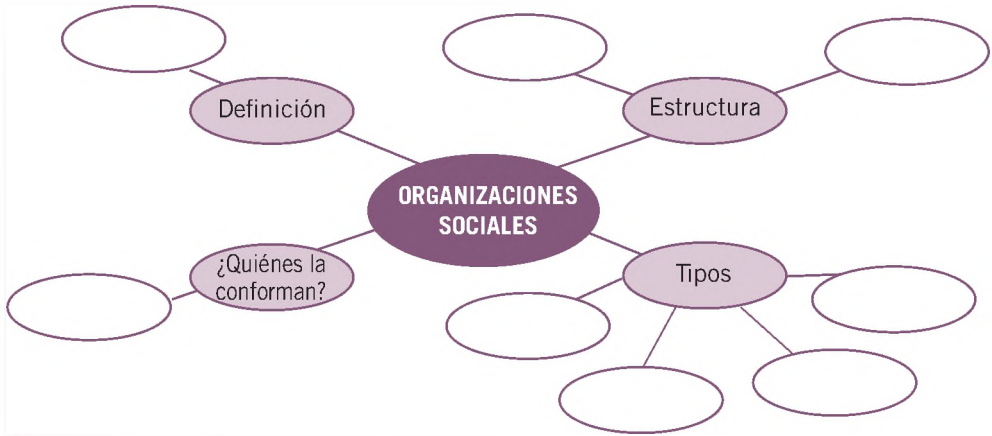 Definición
Estructura
ORGANIZACIONES
SOCIALES
¿Quiénes la
conforman?
Tipos